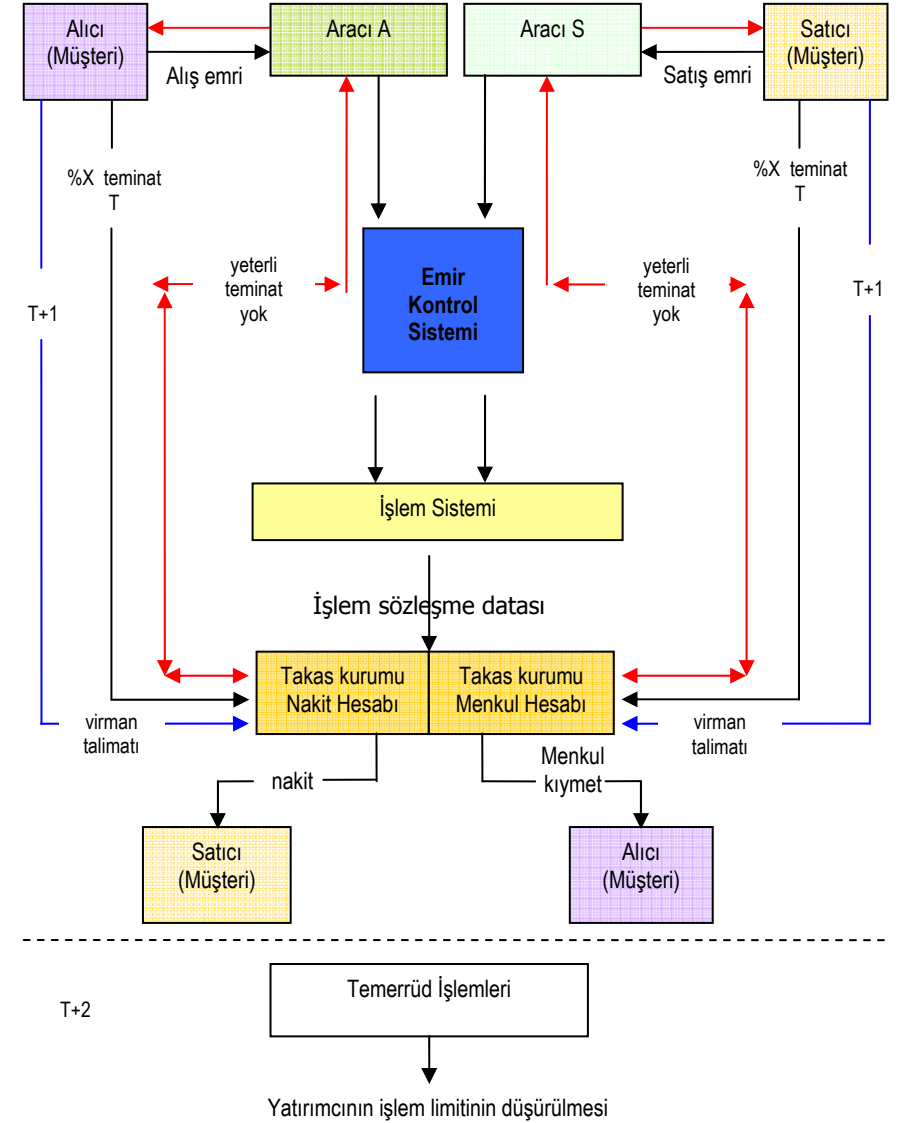 Alıcı
(Müşteri)
Aracı A
Aracı S
Satıcı
(Müşteri)
Alış emri
Satış emri
%X teminat
T
%X teminat
T
yeterli
teminat
yok
Emir
Kontrol
Sistemi
yeterli
teminat
yok
T+1
T+1
İşlem Sistemi
İşlem sözleşme datası
Takas kurumu
Nakit Hesabı
Takas kurumu
Menkul Hesabı
virman
talimatı
virman
talimatı
nakit
Menkul
kıymet
Satıcı
(Müşteri)
Alıcı
(Müşteri)
T+2
Temerrüd İşlemleri
Yatırımcının işlem limitinin düşürülmesi